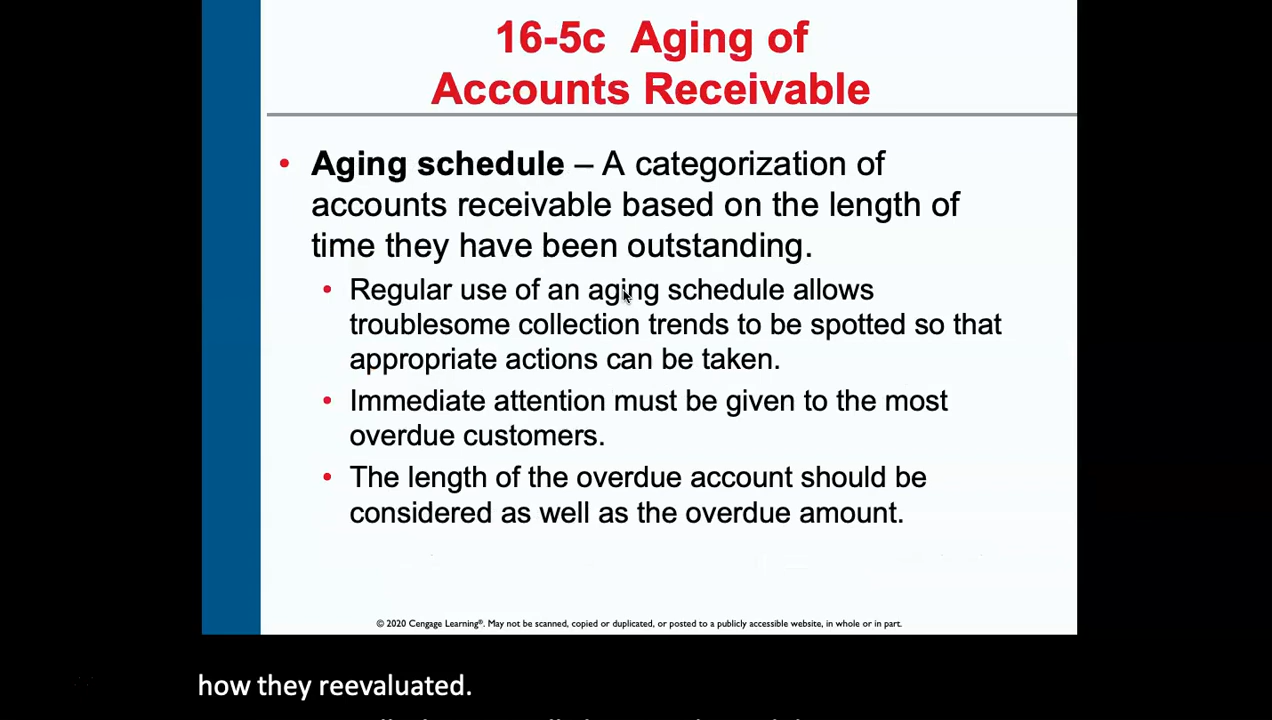 16-5c Aging of
Accounts Receivable
• Aging schedule – A categorization of
accounts receivable based on the length of
time they have been outstanding.
• Regular use of an aging schedule allows
troublesome collection trends to be spotted so that
appropriate actions can be taken.
• Immediate attention must be given to the most
overdue customers.
• The length of the overdue account should be
considered as well as the overdue amount.
© 2020 Cengage Learning®. May not be scanned, copied or duplicated, or posted to a publicly accessible website, in whole or in part.
how they reevaluated.